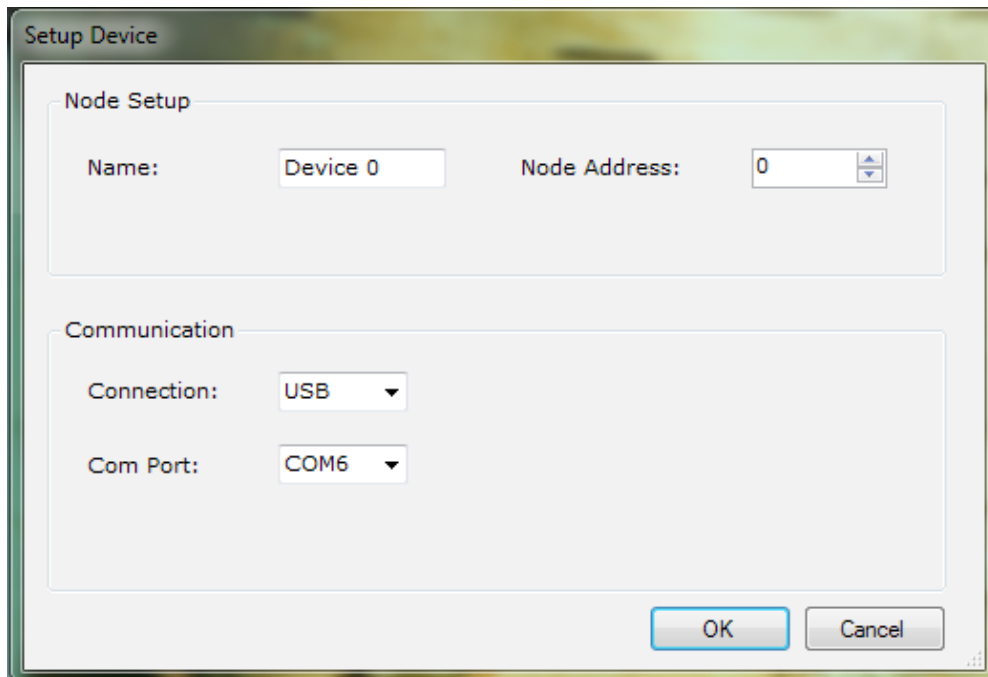 Setup Device
Node Setup
Name: Device 0 Node Address: 0
Communication
Connection: USB
Com Port: COM6
OK Cancel